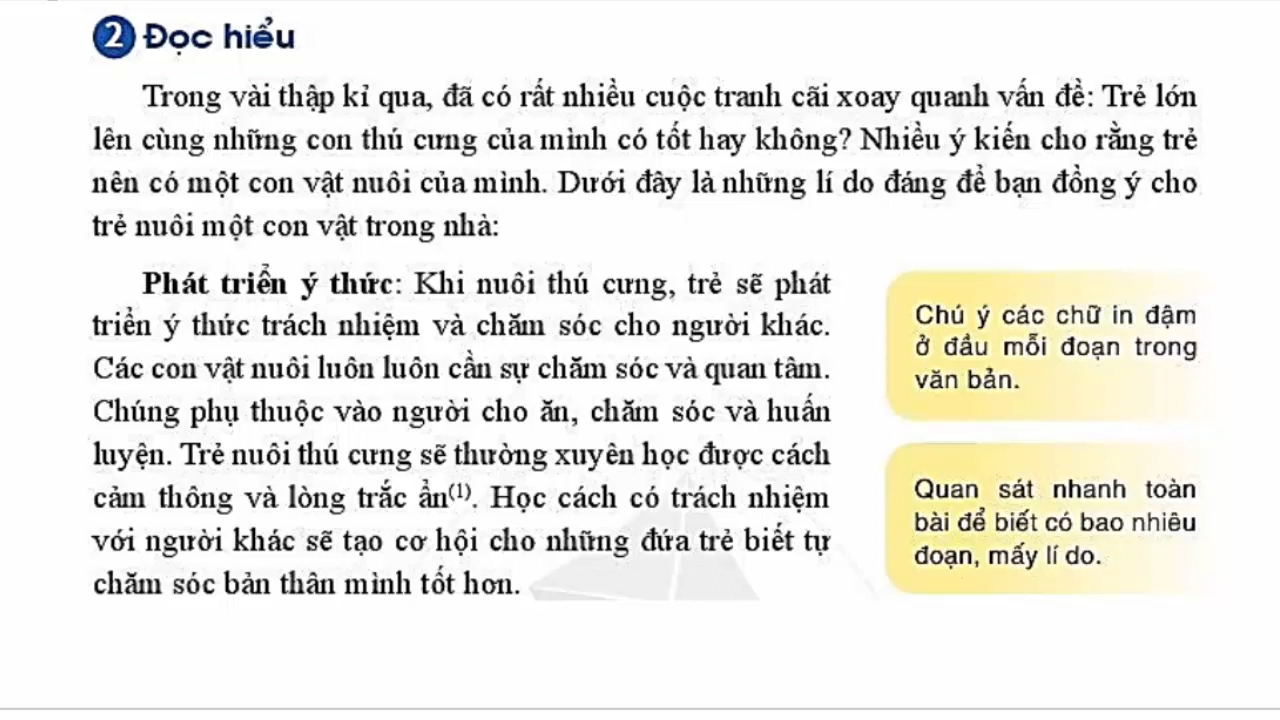 2 Đọc hiểu
Trong vài thập kỉ qua, đã có rất nhiều cuộc tranh cãi xoay quanh vấn đề: Trẻ lớn
lên cùng những con thú cưng của mình có tốt hay không? Nhiều ý kiến cho rằng trẻ
nên có một con vật nuôi của mình. Dưới đây là những lí do đáng để bạn đồng ý cho
trẻ nuôi một con vật trong nhà:
Phát triển ý thức: Khi nuôi thú cưng, trẻ sẽ phát
triển ý thức trách nhiệm và chăm sóc cho người khác.
Các con vật nuôi luôn luôn cần sự chăm sóc và quan tâm.
Chúng phụ thuộc vào người cho ăn, chăm sóc và huấn
luyện. Trẻ nuôi thú cưng sẽ thường xuyên học được cách
cảm thông và lòng trắc ẩn(1). Học cách có trách nhiệm
với người khác sẽ tạo cơ hội cho những đứa trẻ biết tự
chăm sóc bản thân mình tốt hơn.
Chú ý các chữ in đậm
ở đầu mỗi đoạn trong
văn bản.
Quan sát nhanh toàn
bài để biết có bao nhiêu
đoạn, mấy lí do.